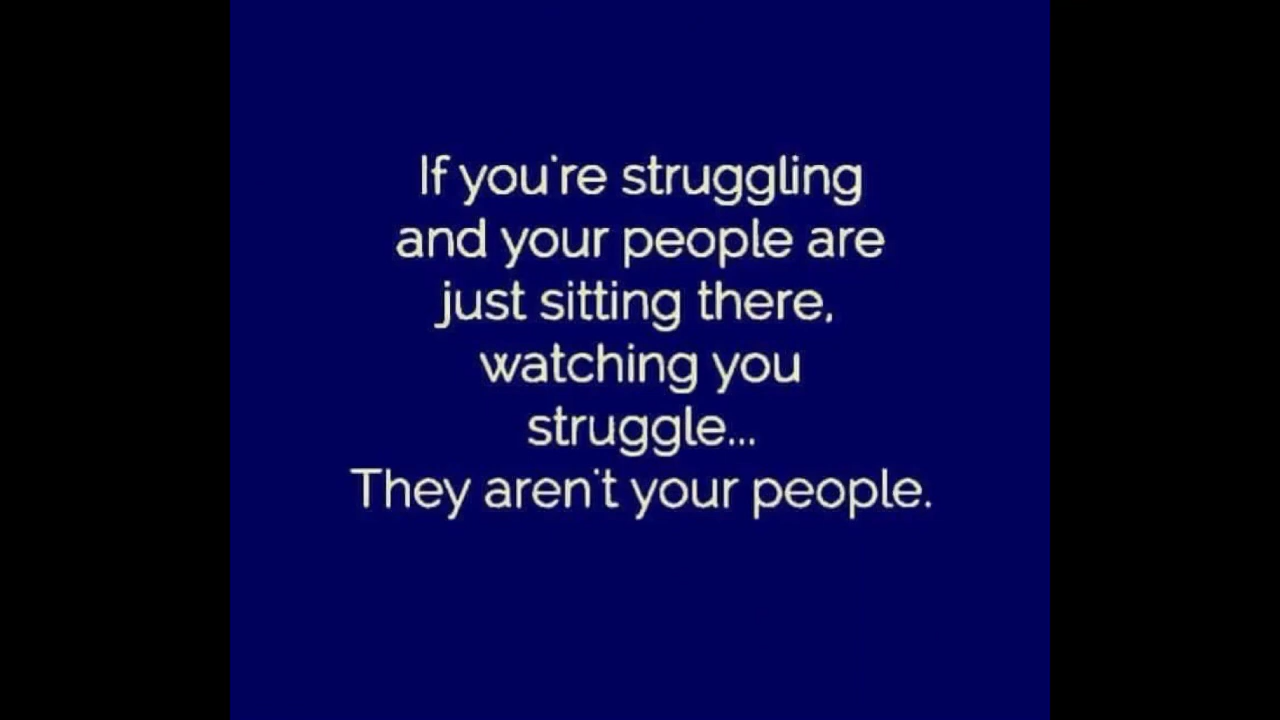 If you're struggling
and your people are
just sitting there,
watching you
struggle...
They aren't your people.